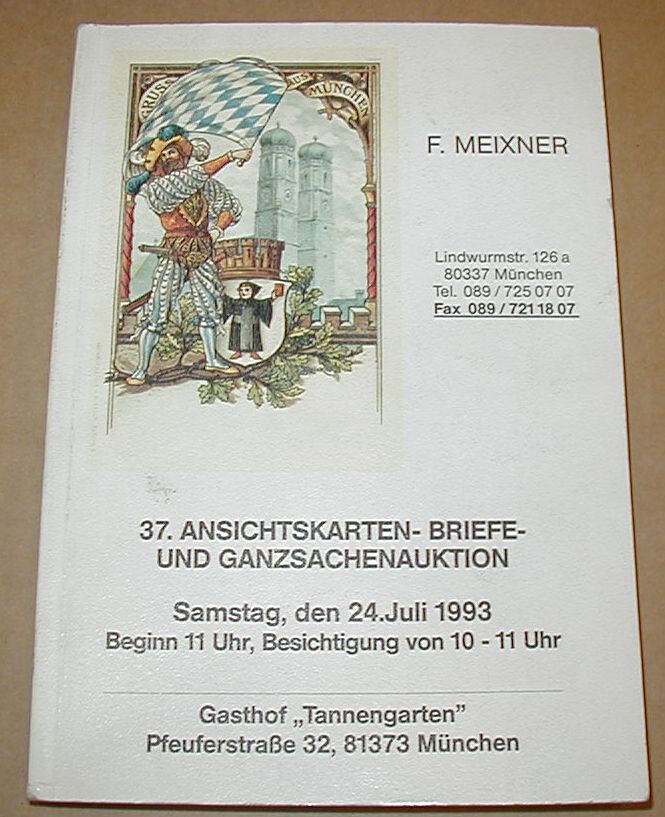 GRUSS AUS MÜNCHEN
F. MEIXNER
Lindwurmstr. 126 a
80337 München
Tel. 089 / 725 07 07
Fax 089 / 721 18 07
37. ANSICHTSKARTEN- BRIEFE-
UND GANZSACHENAUKTION
Samstag, den 24.Juli 1993
Beginn 11 Uhr, Besichtigung von 10 - 11 Uhr
Gasthof „Tannengarten”
Pfeuferstraße 32, 81373 München